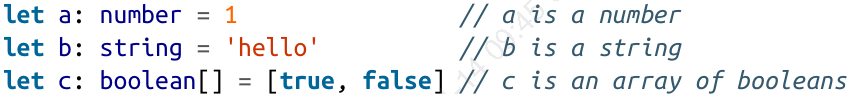 let a: number = 1 // a is a number
let b: string = 'hello' // b is a string
let c: boolean[] = [true, false] // c is an array of booleans